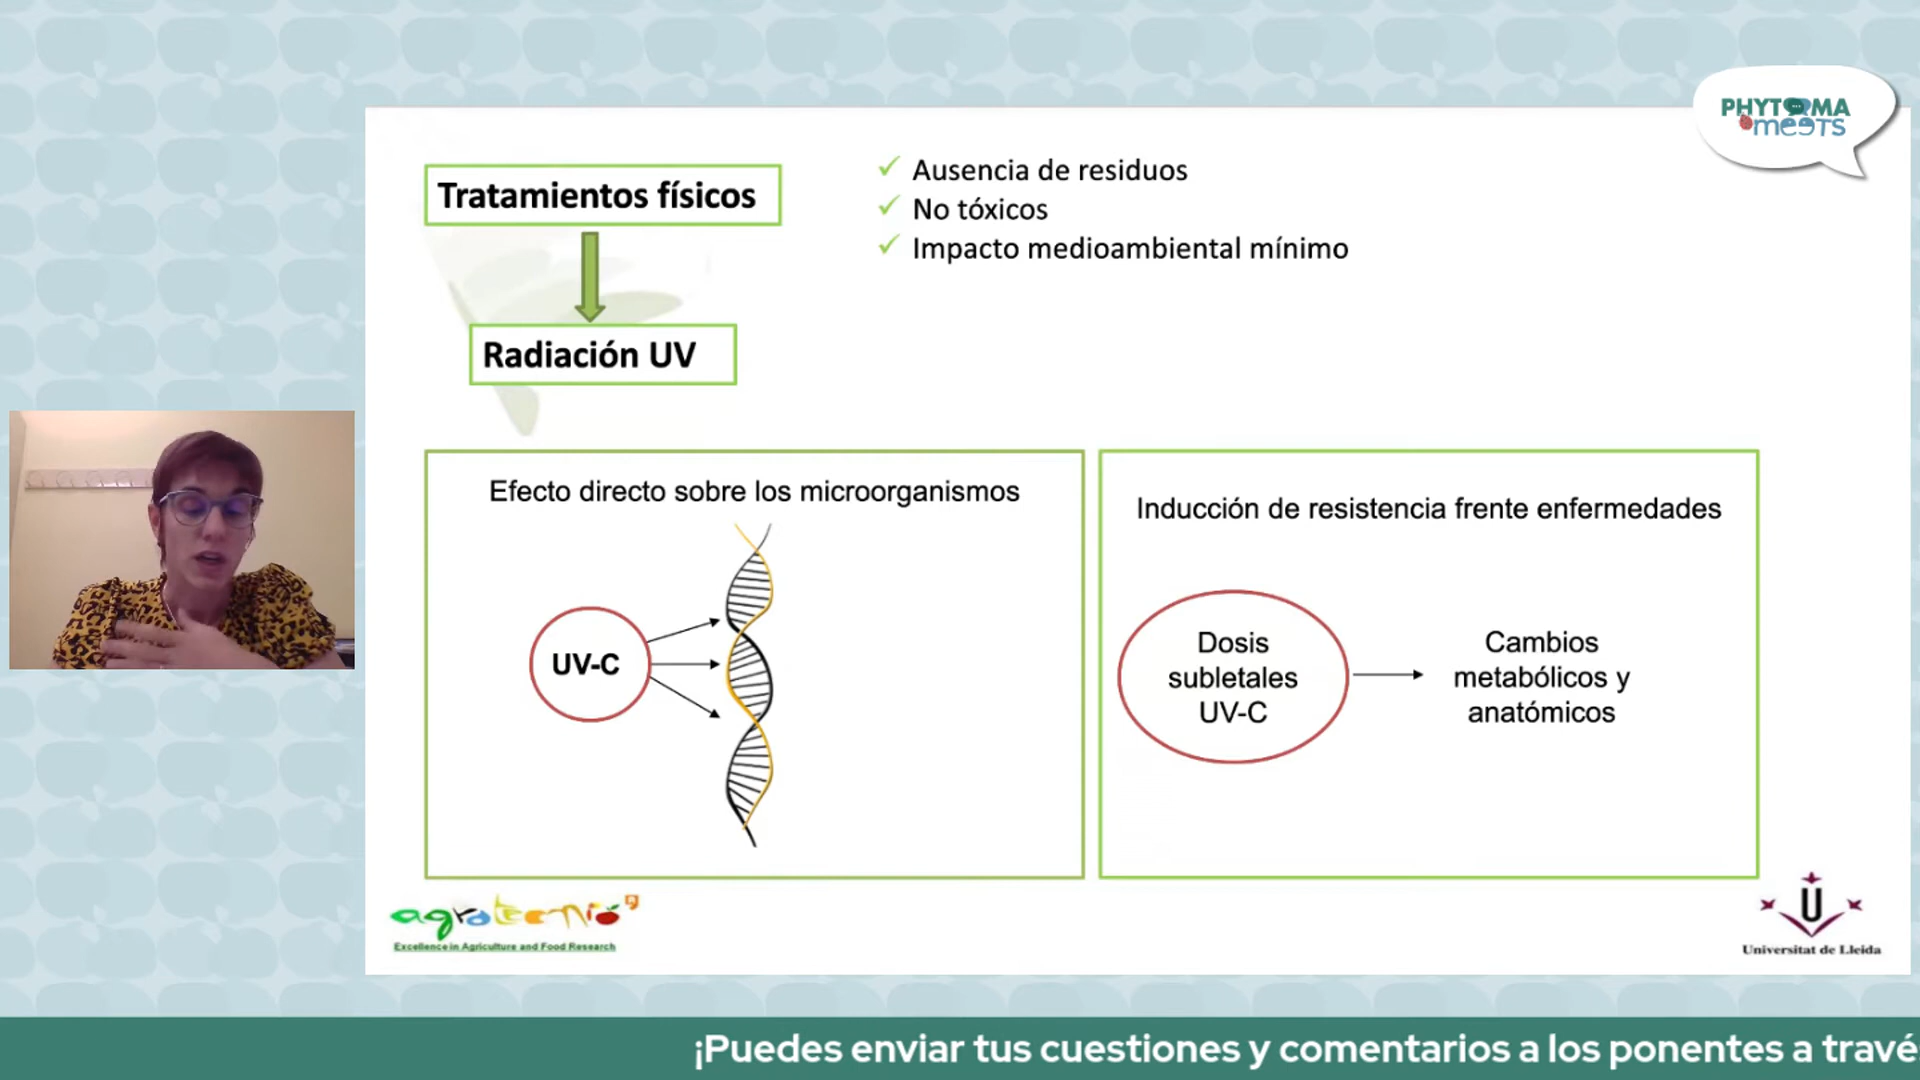 PHYTOMA
meets
Tratamientos físicos
✓ Ausencia de residuos
✓ No tóxicos
✓ Impacto medioambiental mínimo
Radiación UV
Efecto directo sobre los microorganismos
UV-C
Inducción de resistencia frente enfermedades
Dosis
subletales
UV-C
Cambios
metabólicos y
anatómicos
agrotecnio
Excellence in Agriculture and Food Research
U
Universitat de Lleida
¡Puedes enviar tus cuestiones y comentarios a los ponentes a travé